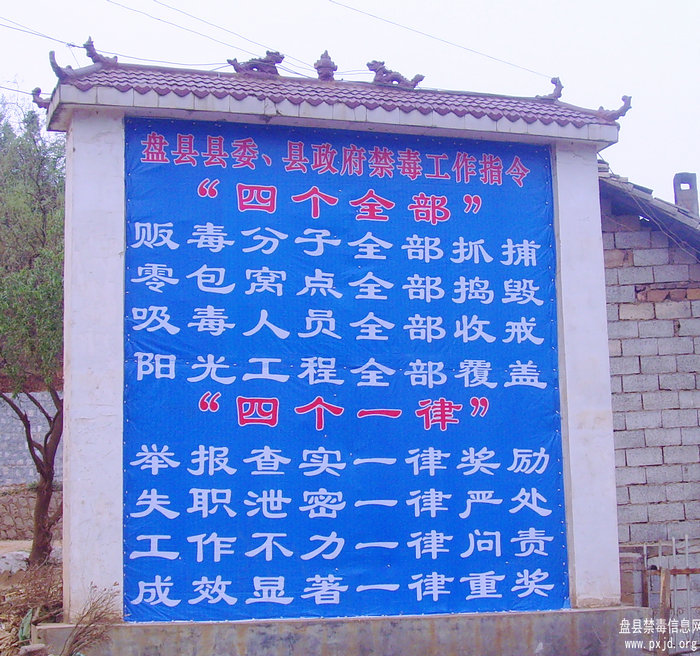 盘县县委、县政府禁毒工作指令
“四个全部”
贩毒分子全部抓捕
零包窝点全部捣毁
吸毒人员全部收戒
阳光工程全部覆盖
“四个一律”
举报查实一律奖励
失职泄密一律严处
工作不力一律问责
成效显著一律重奖
盘县禁毒信息网
www.pxjd.org